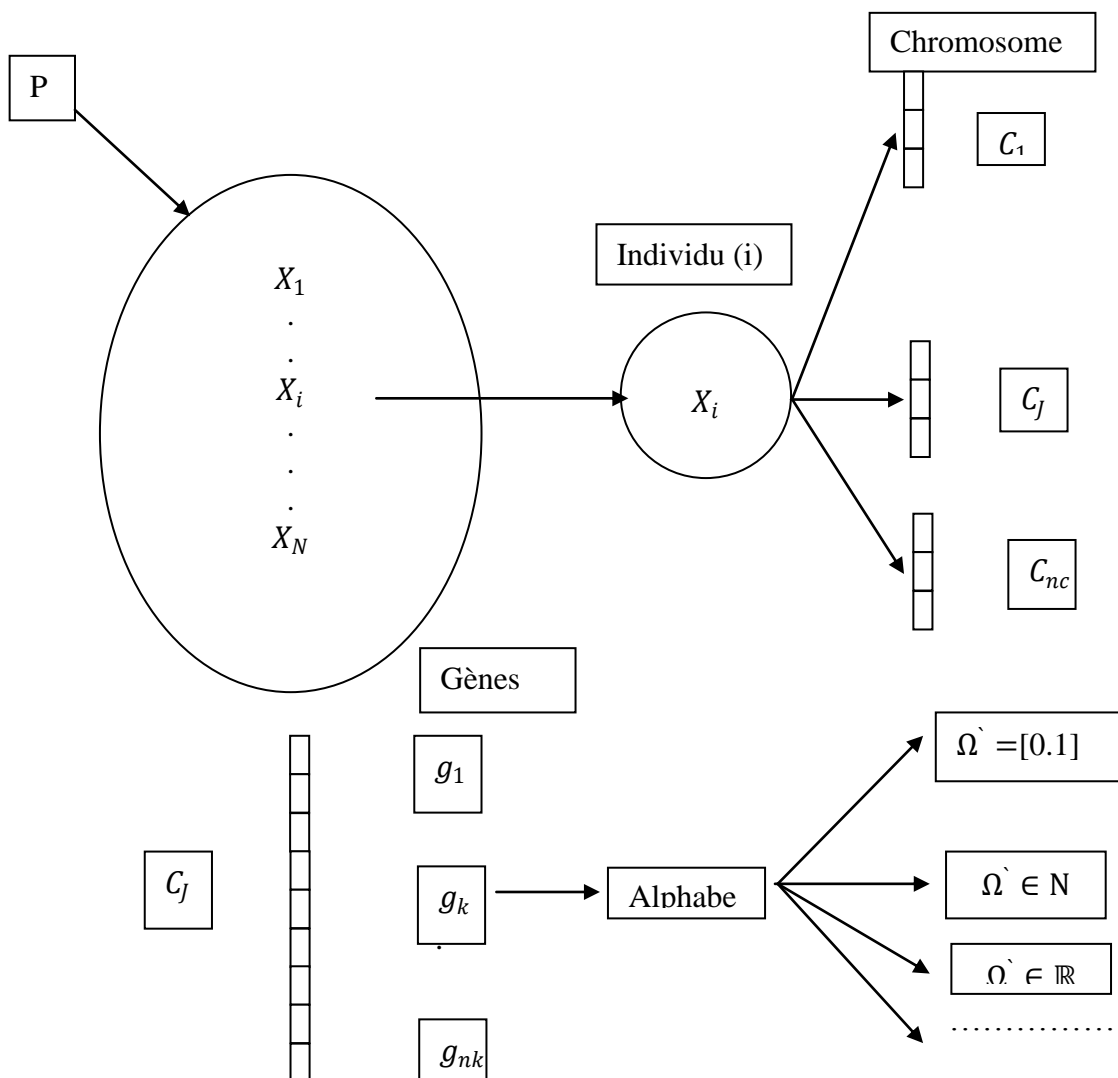 Chromosome
P
C₁
Individu (i)
X₁
.
.
X_i
.
.
.
X_N
X_i
C_J
C_nc
Gènes
g₁
Ω` =[0.1]
C_J
g_k
.
Alphabe
Ω` ∈ N
Ω` ∈ ℝ
...................
g_nk